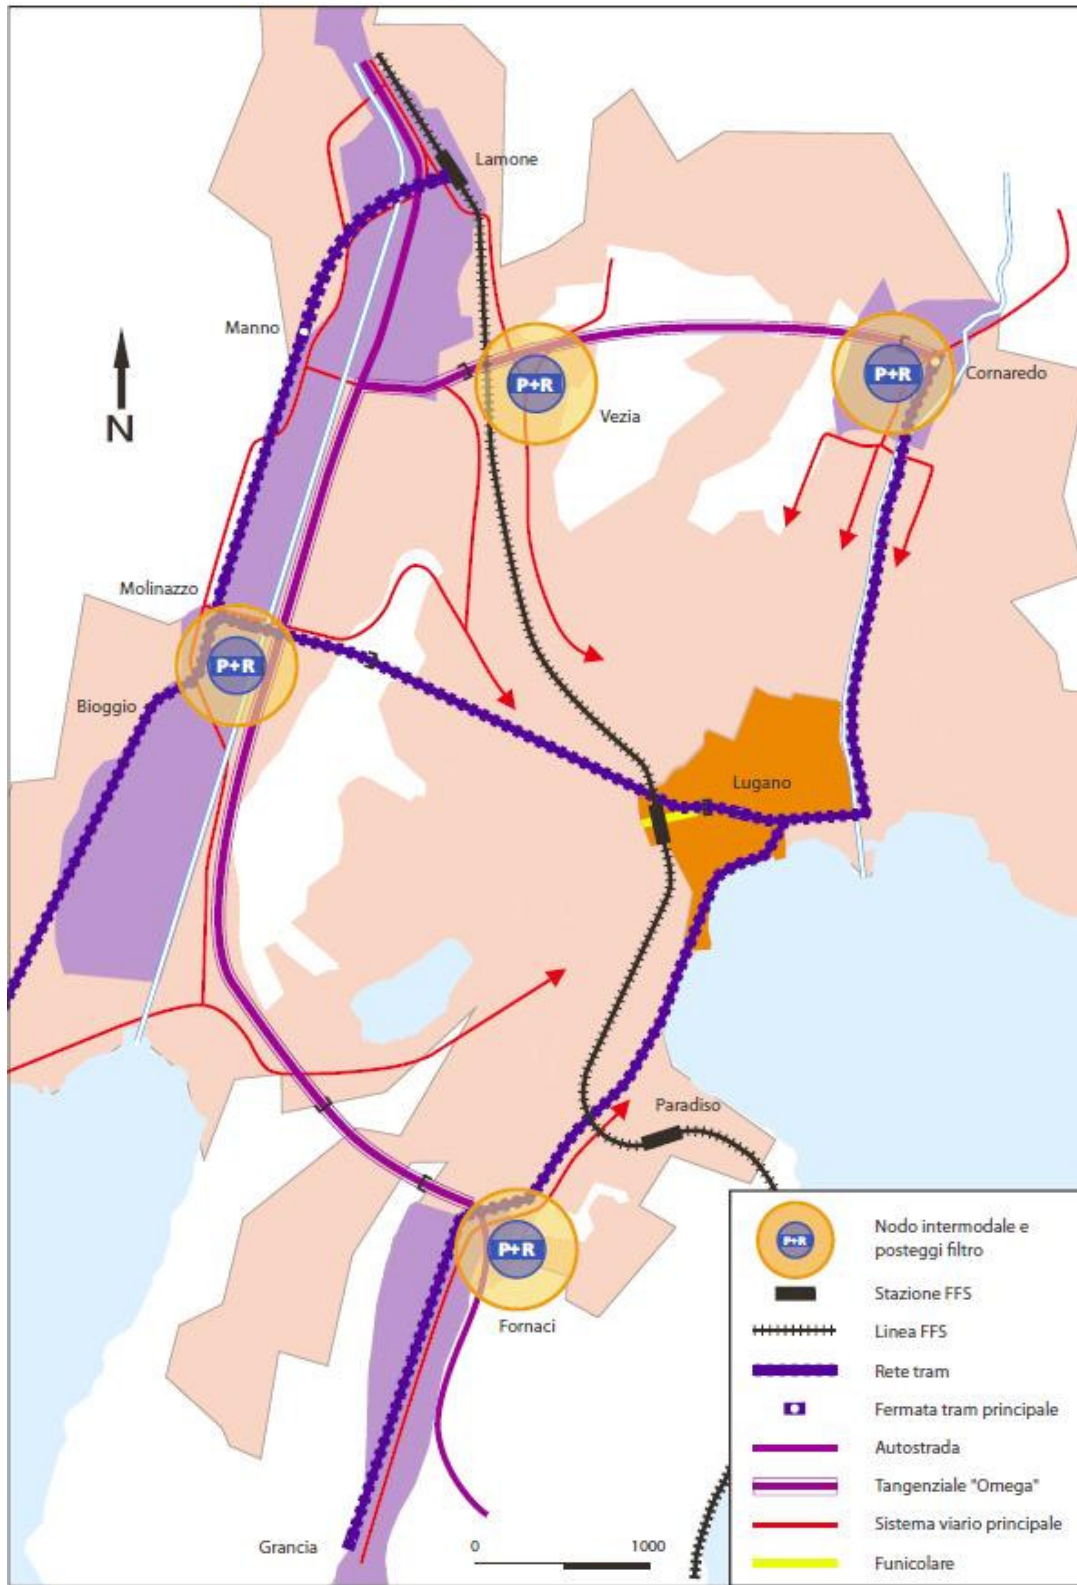 Lamone
Manno
N
P+R
Vezia
P+R
Cornaredo
Molinazzo
P+R
Bioggio
Lugano
Paradiso
P+R
Fornaci
Grancia
0
1000
P+R
Nodo intermodale e
posteggi filtro
Stazione FFS
Linea FFS
Rete tram
Fermata tram principale
Autostrada
Tangenziale "Omega"
Sistema viario principale
Funicolare